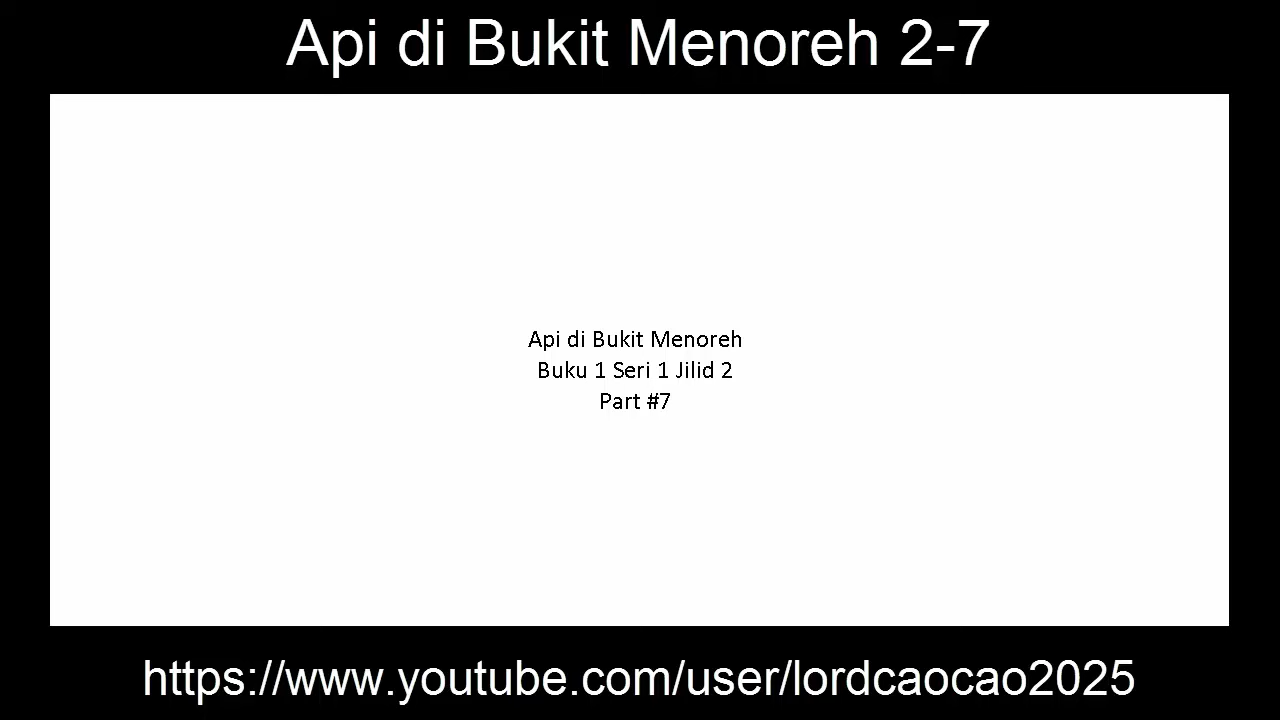 Api di Bukit Menoreh 2-7
Api di Bukit Menoreh
Buku 1 Seri 1 Jilid 2
Part #7
https://www.youtube.com/user/lordcaocao2025